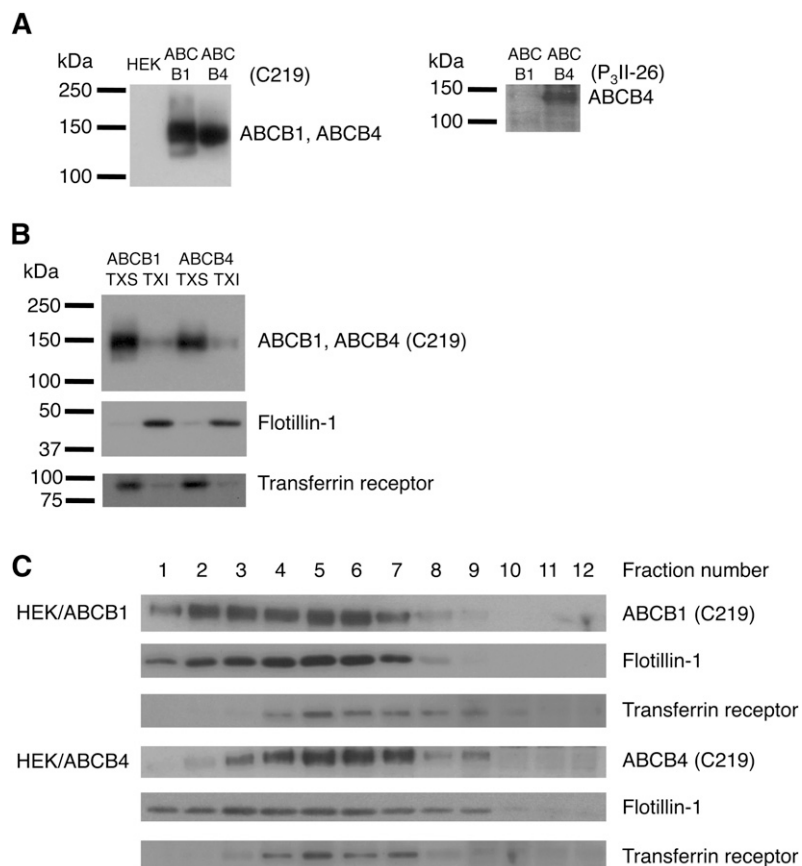 A
kDa HEK ABC B1 ABC B4 (C219)
250
150 ABCB1, ABCB4
100
kDa ABC B1 ABC B4 (P3II-26)
150 ABCB4
100
B
ABCB1 ABCB4
kDa TXS TXI TXS TXI
250
150 ABCB1, ABCB4 (C219)
100
50 Flotillin-1
37
100 Transferrin receptor
75
C 1 2 3 4 5 6 7 8 9 10 11 12 Fraction number
HEK/ABCB1 ABCB1 (C219)
Flotillin-1
Transferrin receptor
HEK/ABCB4 ABCB4 (C219)
Flotillin-1
Transferrin receptor